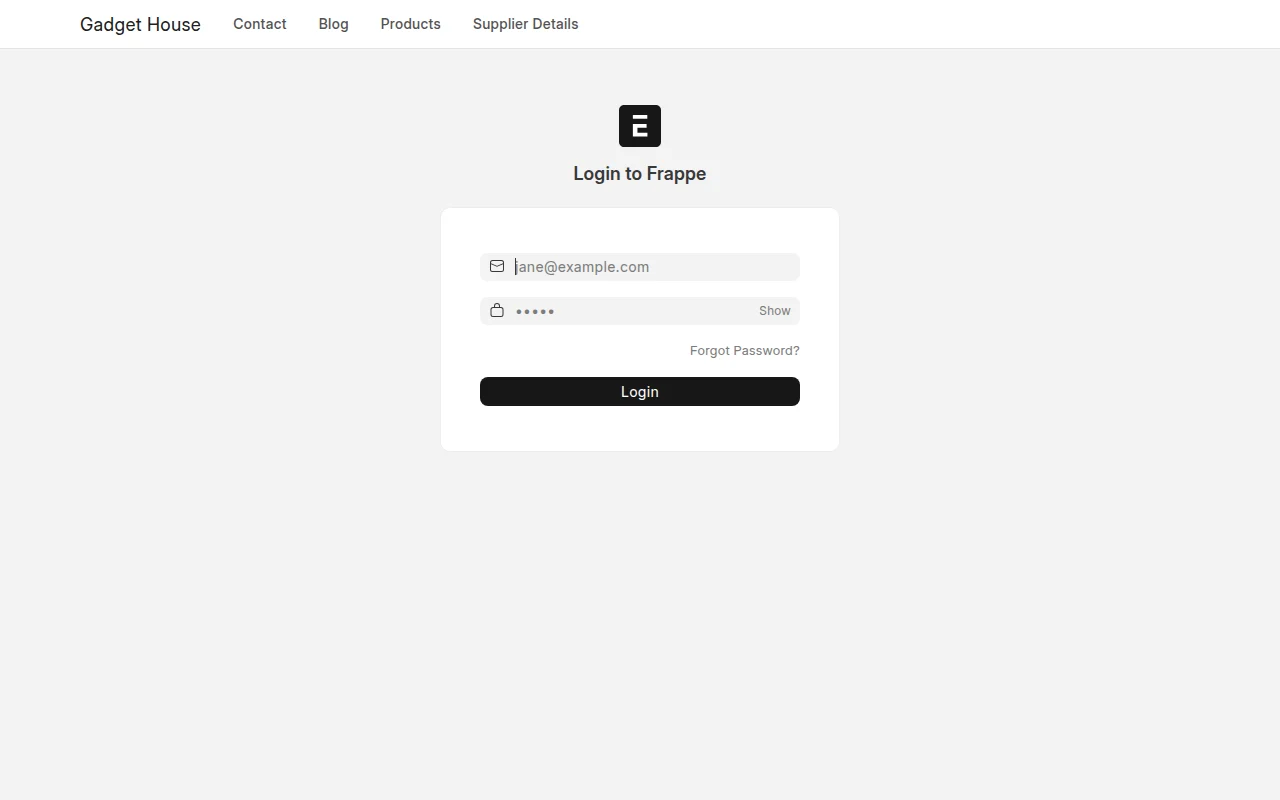 Gadget House Contact Blog Products Supplier Details
E
Login to Frappe
jane@example.com
••••• Show
Forgot Password?
Login